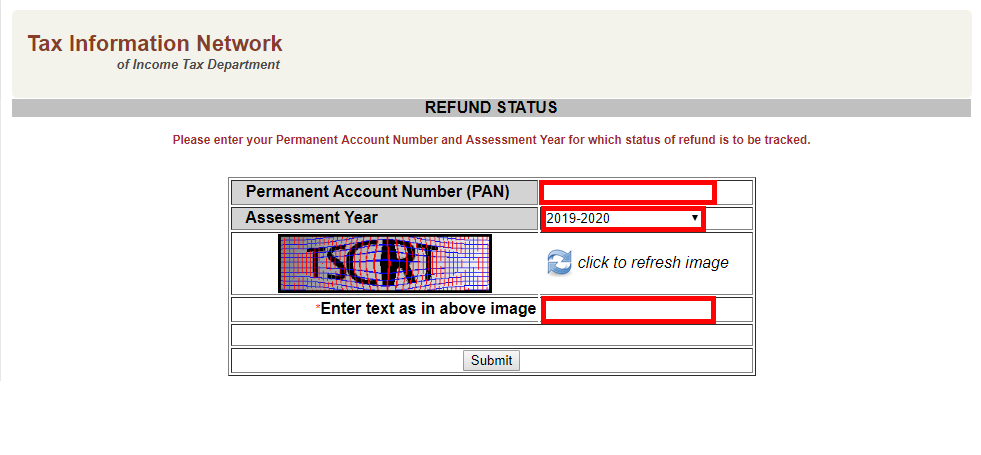 Tax Information Network
of Income Tax Department
REFUND STATUS
Please enter your Permanent Account Number and Assessment Year for which status of refund is to be tracked.
Permanent Account Number (PAN)
Assessment Year 2019-2020
click to refresh image
*Enter text as in above image
Submit